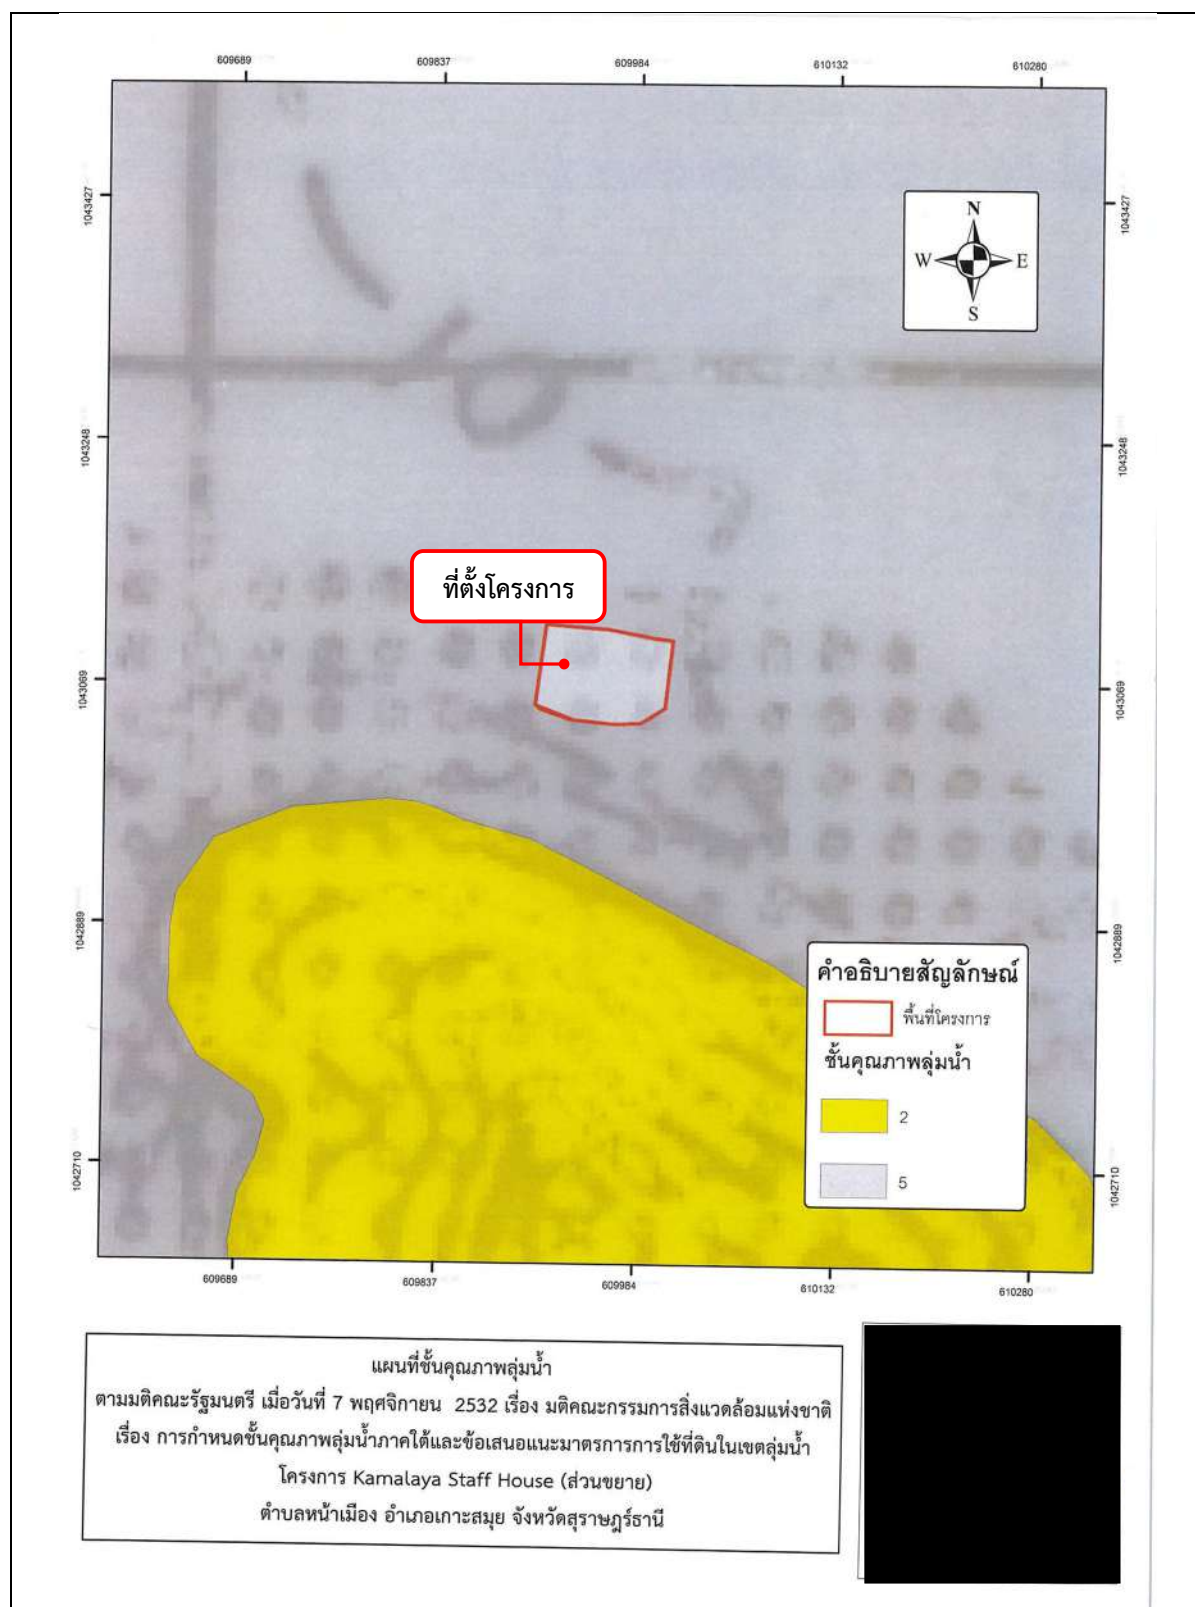 609689 609837 609984 610132 610280
1043427 1043427
N
W E
S
1043248 1043248
ที่ตั้งโครงการ
1043069 1043069
1042889 1042889
คำอธิบายสัญลักษณ์
พื้นที่โครงการ
ชั้นคุณภาพลุ่มน้ำ
2
5
1042710 1042710
609689 609837 609984 610132 610280
แผนที่ชั้นคุณภาพลุ่มน้ำ
ตามมติคณะรัฐมนตรี เมื่อวันที่ 7 พฤศจิกายน 2532 เรื่อง มติคณะกรรมการสิ่งแวดล้อมแห่งชาติ
เรื่อง การกำหนดชั้นคุณภาพลุ่มน้ำภาคใต้และข้อเสนอแนะมาตรการการใช้ที่ดินในเขตลุ่มน้ำ
โครงการ Kamalaya Staff House (ส่วนขยาย)
ตำบลหน้าเมือง อำเภอเกาะสมุย จังหวัดสุราษฎร์ธานี